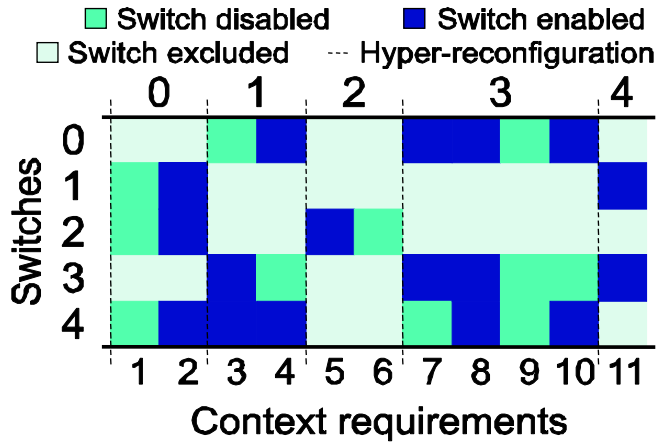 Switch disabled Switch enabled
Switch excluded Hyper-reconfiguration
0 1 2 3 4
Switches
0
1
2
3
4
1 2 3 4 5 6 7 8 9 10 11
Context requirements